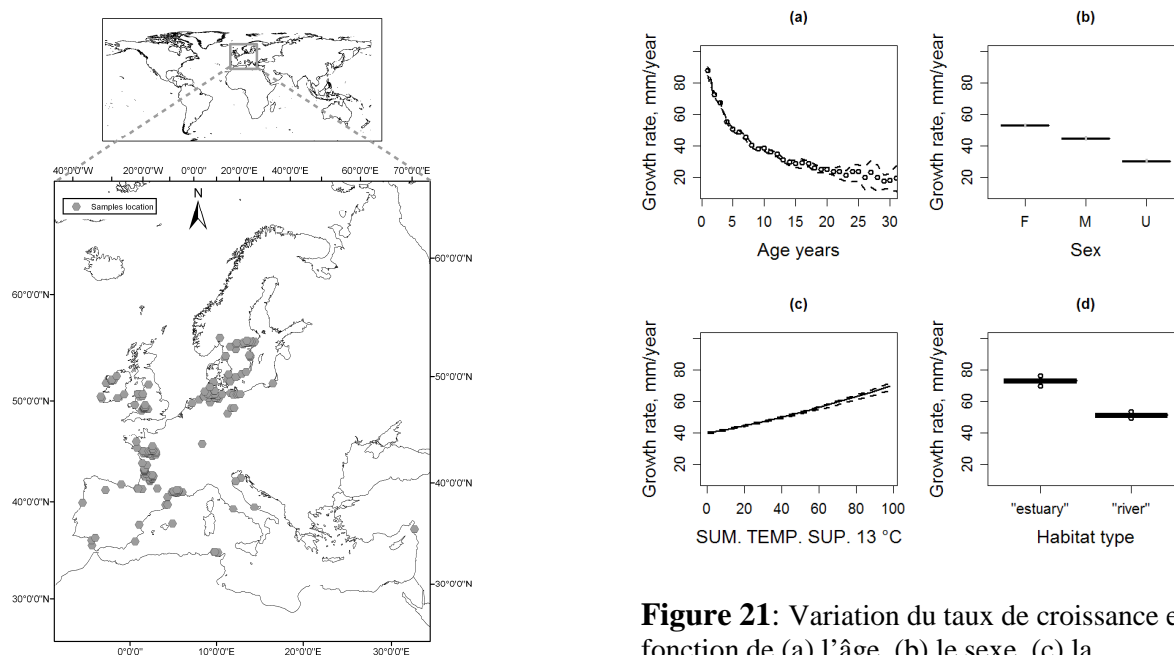 40°0'0"W 20°0'0"W 0°0'0" 20°0'0"E 40°0'0"E 60°0'0"E 70°0'0"E
Samples location
N
60°0'0"N
60°0'0"N
50°0'0"N
50°0'0"N
40°0'0"N
40°0'0"N
30°0'0"N
30°0'0"N
0°0'0" 10°0'0"E 20°0'0"E 30°0'0"E
(a)
Growth rate, mm/year
20 40 60 80
0 5 10 15 20 25 30
Age years
(b)
Growth rate, mm/year
20 40 60 80
F M U
Sex
(c)
Growth rate, mm/year
20 40 60 80
0 20 40 60 80 100
SUM. TEMP. SUP. 13 °C
(d)
Growth rate, mm/year
20 40 60 80
"estuary" "river"
Habitat type
Figure 21: Variation du taux de croissance e
fonction de (a) l'âge, (b) le sexe, (c) la